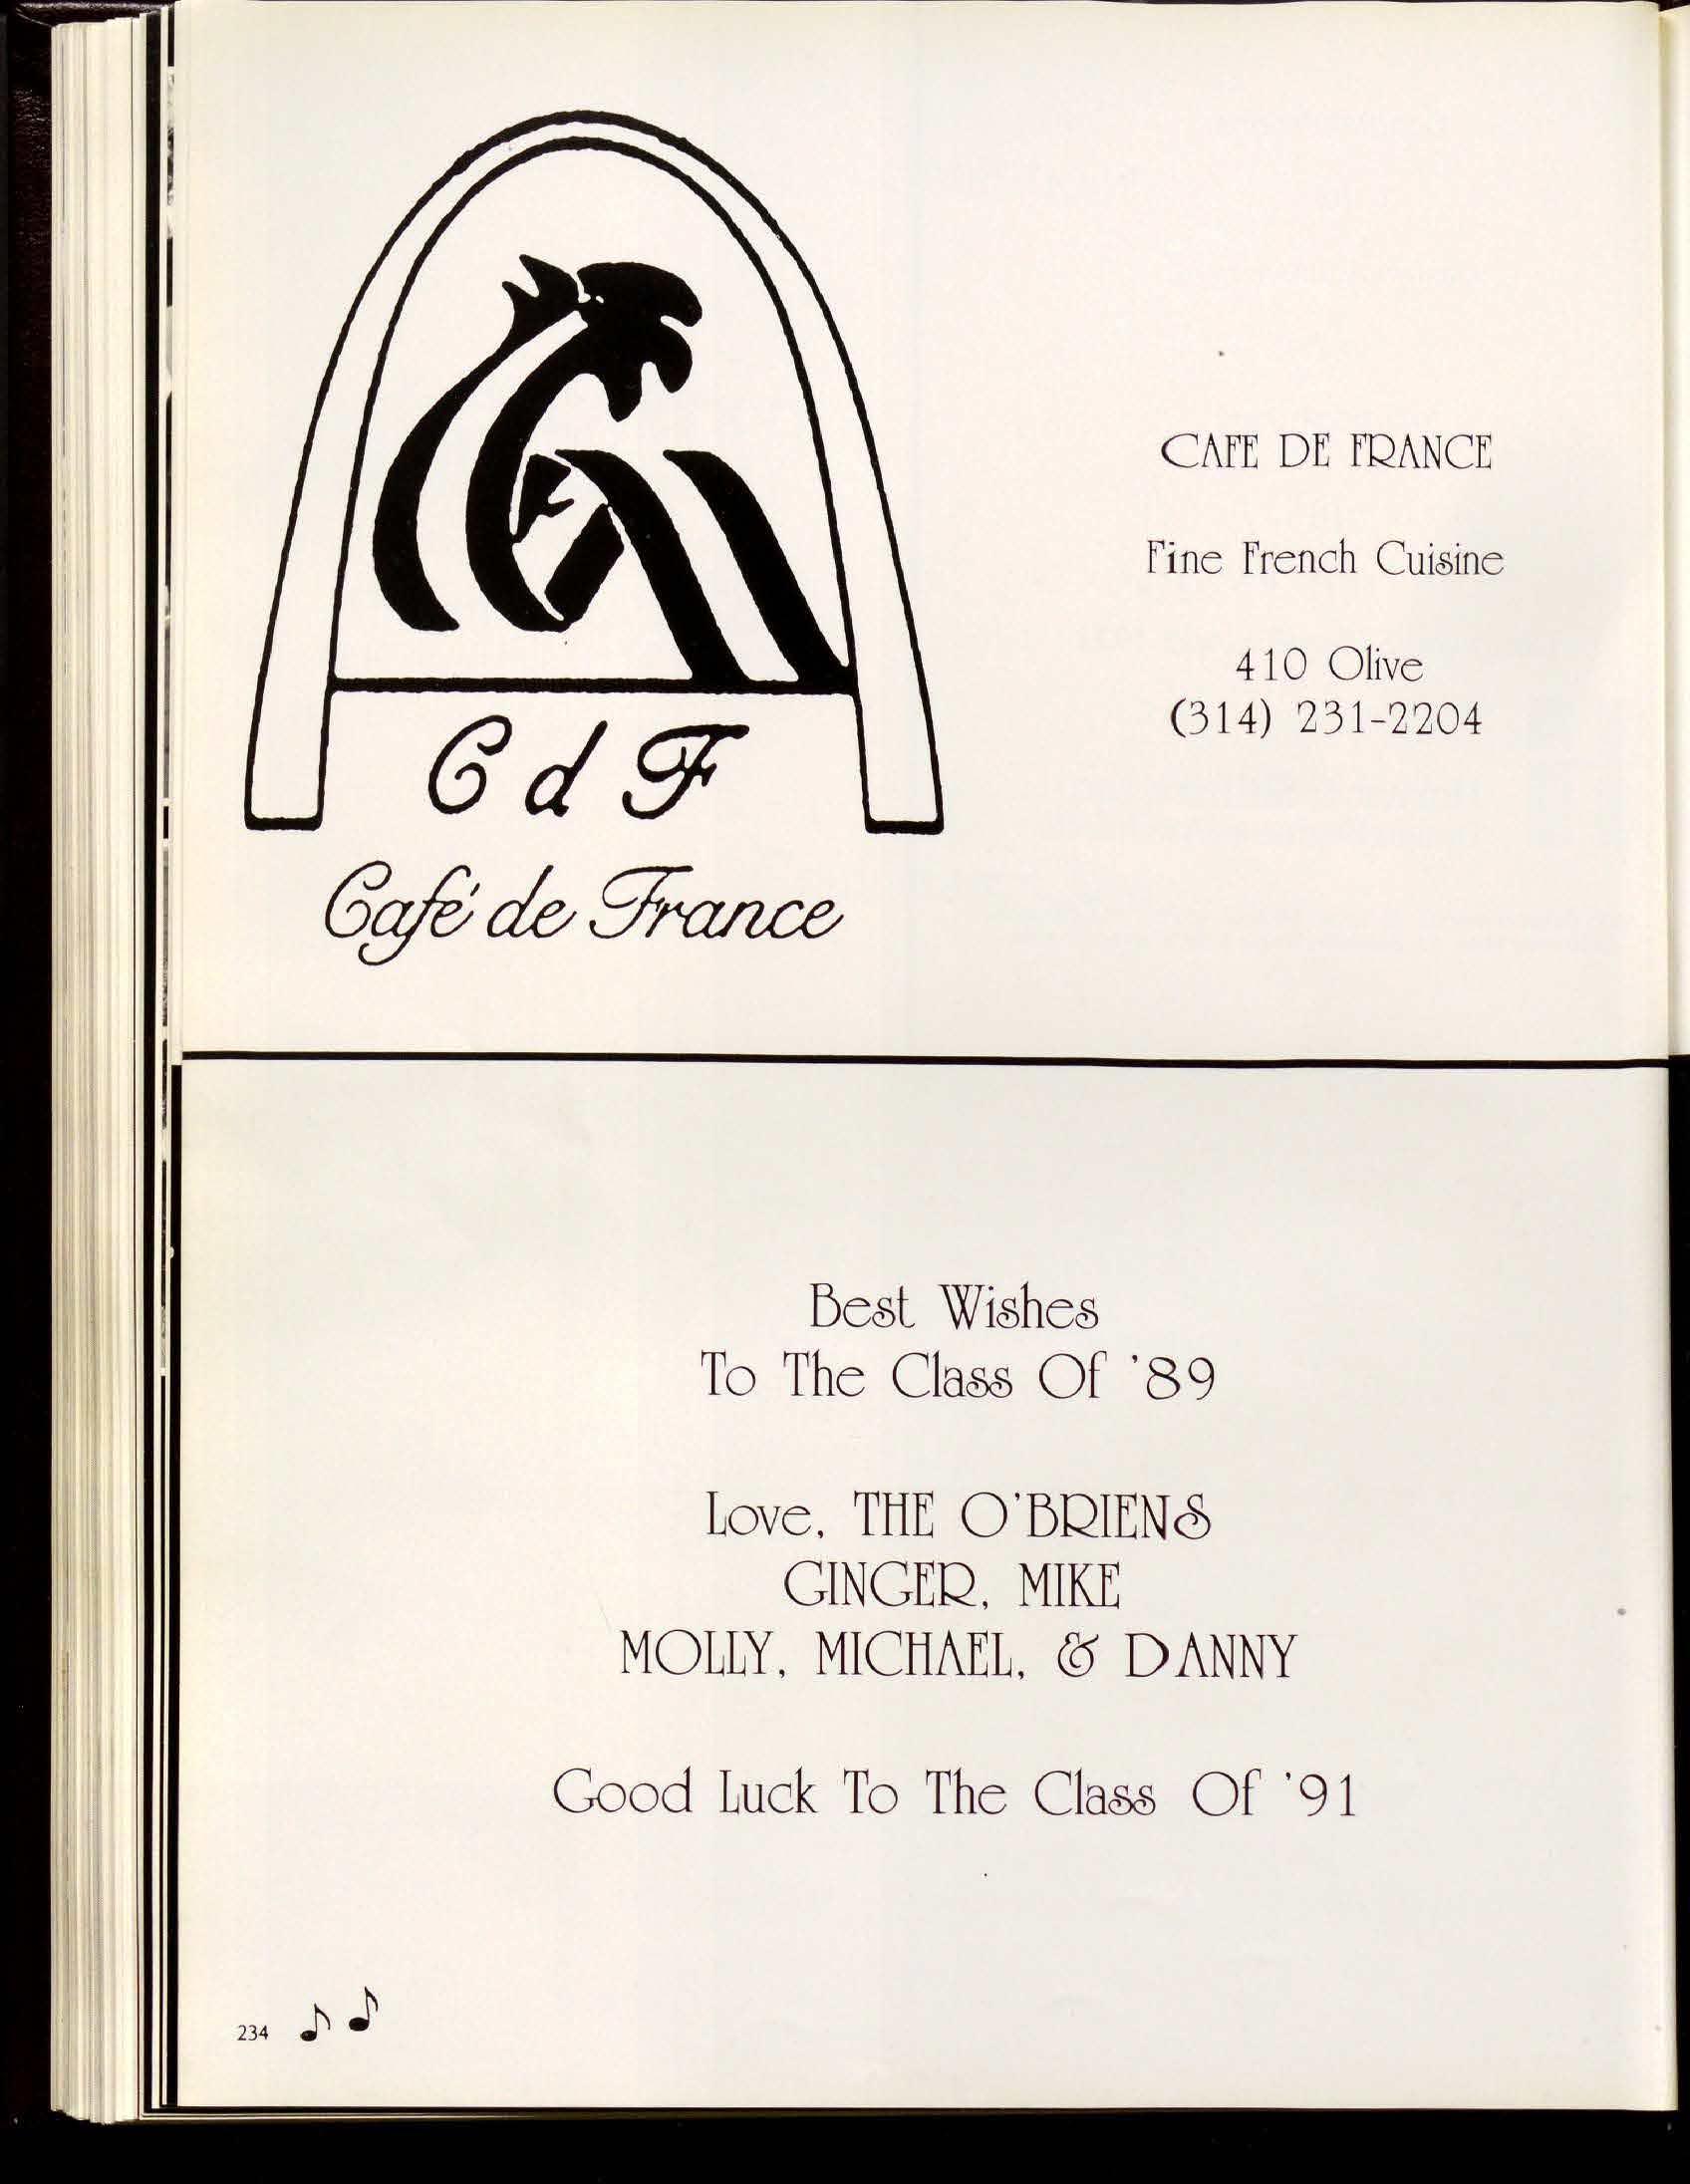 C d F
Café de France
CAFE DE FRANCE
Fine French Cuisine
410 Olive
(314) 231-2204
Best Wishes
To The Class Of '89
Love, THE O'BRIENS
GINGER, MIKE
MOLLY, MICHAEL, & DANNY
Good Luck To The Class Of '91
234